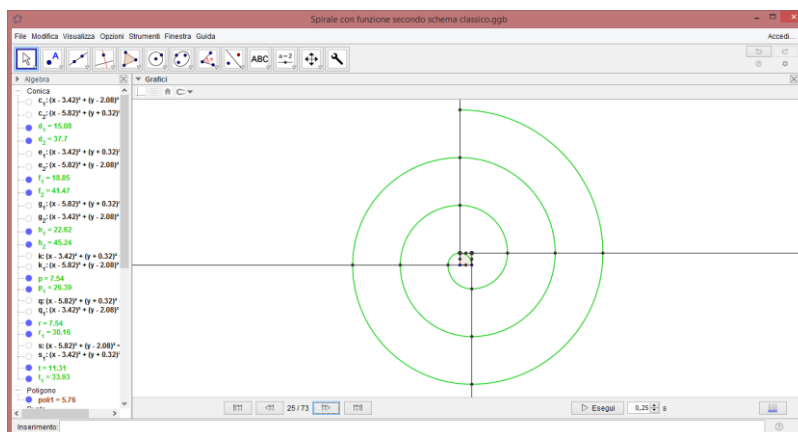 Spirale con funzione secondo schema classico.ggb
File Modifica Visualizza Opzioni Strumenti Finestra Guida
Accedi...
ABC
a=2
Algebra
Grafici
Conica
c₁: (x - 3.42)² + (y - 2.08)²
c₂: (x - 5.82)² + (y + 0.32)²
d₁ = 15.08
d₂ = 37.7
e₁: (x - 3.42)² + (y + 0.32)²
e₂: (x - 5.82)² + (y - 2.08)²
f₁ = 18.85
f₂ = 41.47
g₁: (x - 5.82)² + (y + 0.32)²
g₂: (x - 3.42)² + (y - 2.08)²
h₁ = 22.62
h₂ = 45.24
k: (x - 3.42)² + (y + 0.32)²
k₁: (x - 5.82)² + (y - 2.08)²
p = 7.54
p₁ = 26.39
q: (x - 5.82)² + (y + 0.32)²
q₁: (x - 3.42)² + (y - 2.08)²
r = 7.54
r₁ = 30.16
s: (x - 5.82)² + (y - 2.08)²
s₁: (x - 3.42)² + (y + 0.32)²
t = 11.31
t₁ = 33.93
Poligono
poli1 = 5.76
25 / 73
Esegui
0,25 s
Inserimento: